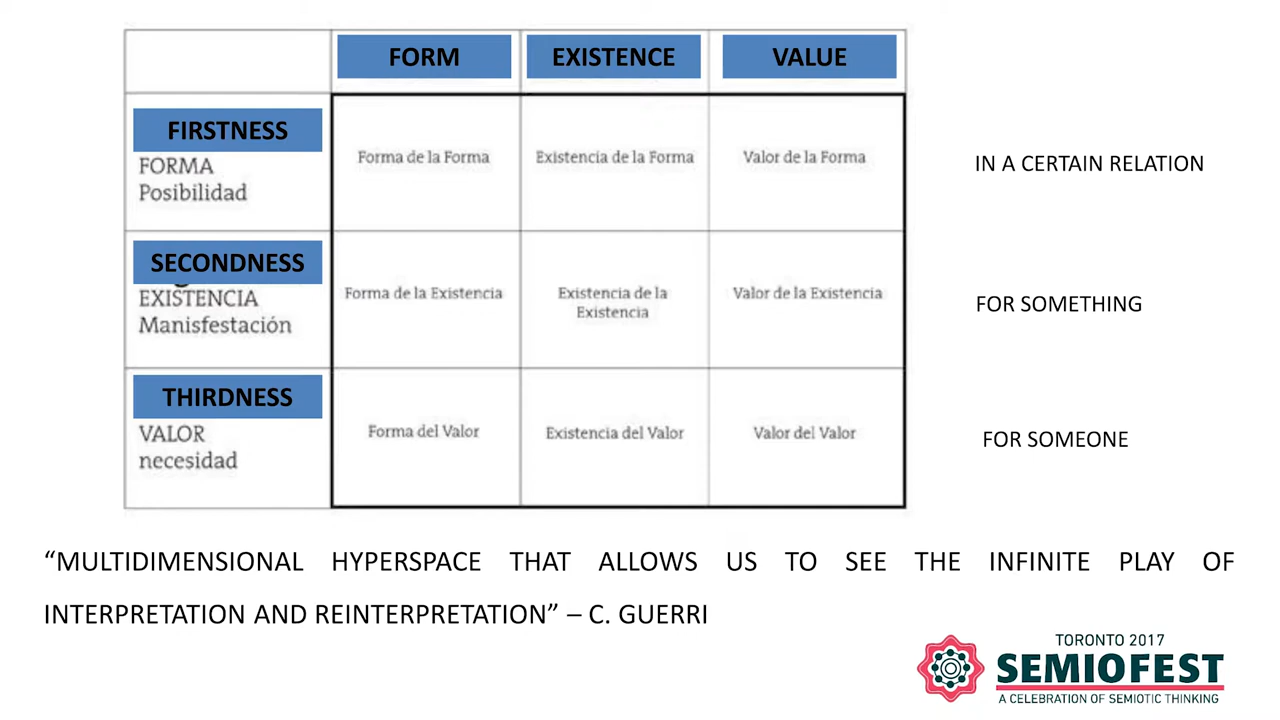 FORM EXISTENCE VALUE
FIRSTNESS
FORMA
Posibilidad
Forma de la Forma
Existencia de la Forma
Valor de la Forma
IN A CERTAIN RELATION
SECONDNESS
EXISTENCIA
Manisfestación
Forma de la Existencia
Existencia de la
Existencia
Valor de la Existencia
FOR SOMETHING
THIRDNESS
VALOR
necesidad
Forma del Valor
Existencia del Valor
Valor del Valor
FOR SOMEONE
“MULTIDIMENSIONAL HYPERSPACE THAT ALLOWS US TO SEE THE INFINITE PLAY OF
INTERPRETATION AND REINTERPRETATION” – C. GUERRI
TORONTO 2017
SEMIOFEST
A CELEBRATION OF SEMIOTIC THINKING